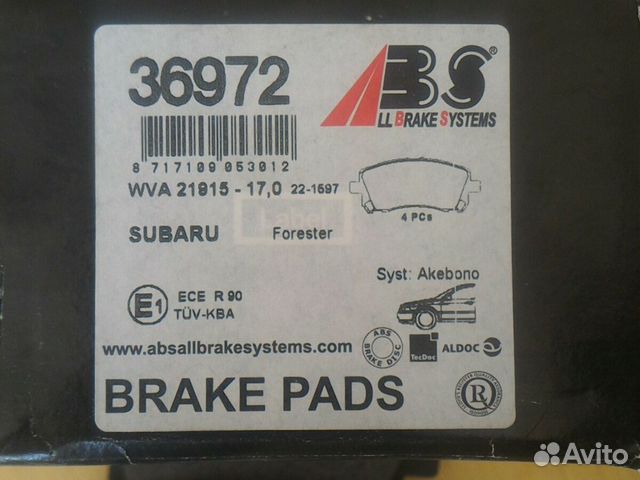 36972
ABS®
ALL BRAKE SYSTEMS
8 717109 053012
WVA 21915 - 17,0 22-1597
4 PCs
SUBARU Forester
Syst: Akebono
E1
ECE R 90
TÜV-KBA
www.absallbrakesystems.com
ABS
BRAKE DISC
TecDoc
ALDOC
R
BRAKE PADS
Avito